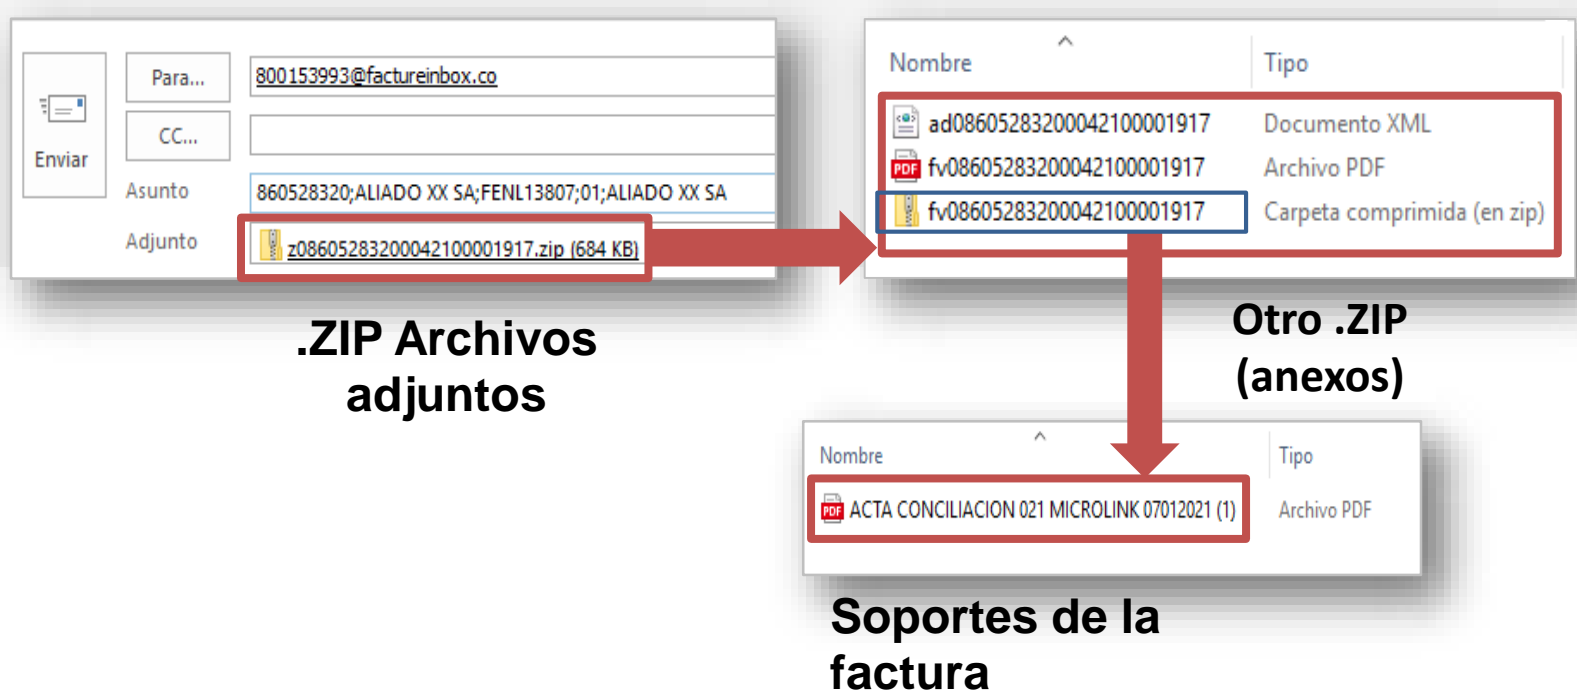 Enviar
Para...
800153993@factureinbox.co
CC...
Asunto
860528320;ALIADO XX SA;FENL13807;01;ALIADO XX SA
Adjunto
z08605283200042100001917.zip (684 KB)
.ZIP Archivos
adjuntos
Nombre
Tipo
ad08605283200042100001917
Documento XML
PDF
fv08605283200042100001917
Archivo PDF
fv08605283200042100001917
Carpeta comprimida (en zip)
Otro .ZIP
(anexos)
Nombre
Tipo
PDF
ACTA CONCILIACION 021 MICROLINK 07012021 (1)
Archivo PDF
Soportes de la
factura